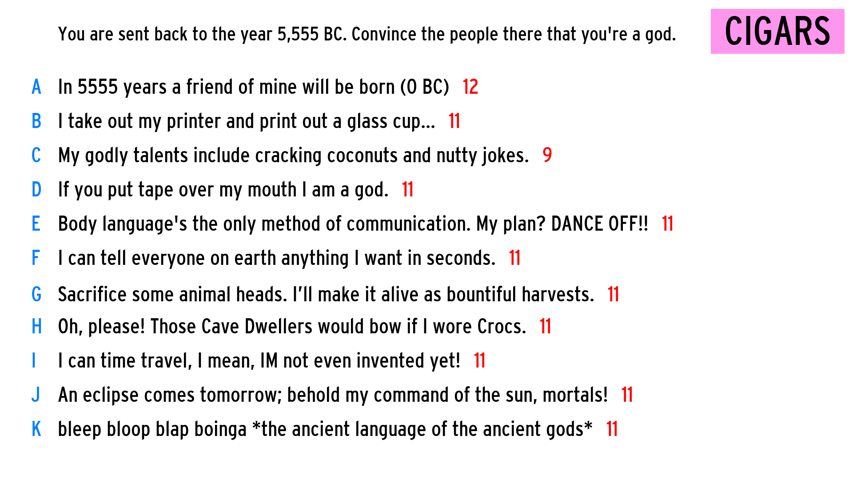 You are sent back to the year 5,555 BC. Convince the people there that you're a god.
CIGARS
A In 5555 years a friend of mine will be born (0 BC) 12
B I take out my printer and print out a glass cup... 11
C My godly talents include cracking coconuts and nutty jokes. 9
D If you put tape over my mouth I am a god. 11
E Body language's the only method of communication. My plan? DANCE OFF!! 11
F I can tell everyone on earth anything I want in seconds. 11
G Sacrifice some animal heads. I’ll make it alive as bountiful harvests. 11
H Oh, please! Those Cave Dwellers would bow if I wore Crocs. 11
I I can time travel, I mean, IM not even invented yet! 11
J An eclipse comes tomorrow; behold my command of the sun, mortals! 11
K bleep bloop blap boinga *the ancient language of the ancient gods* 11